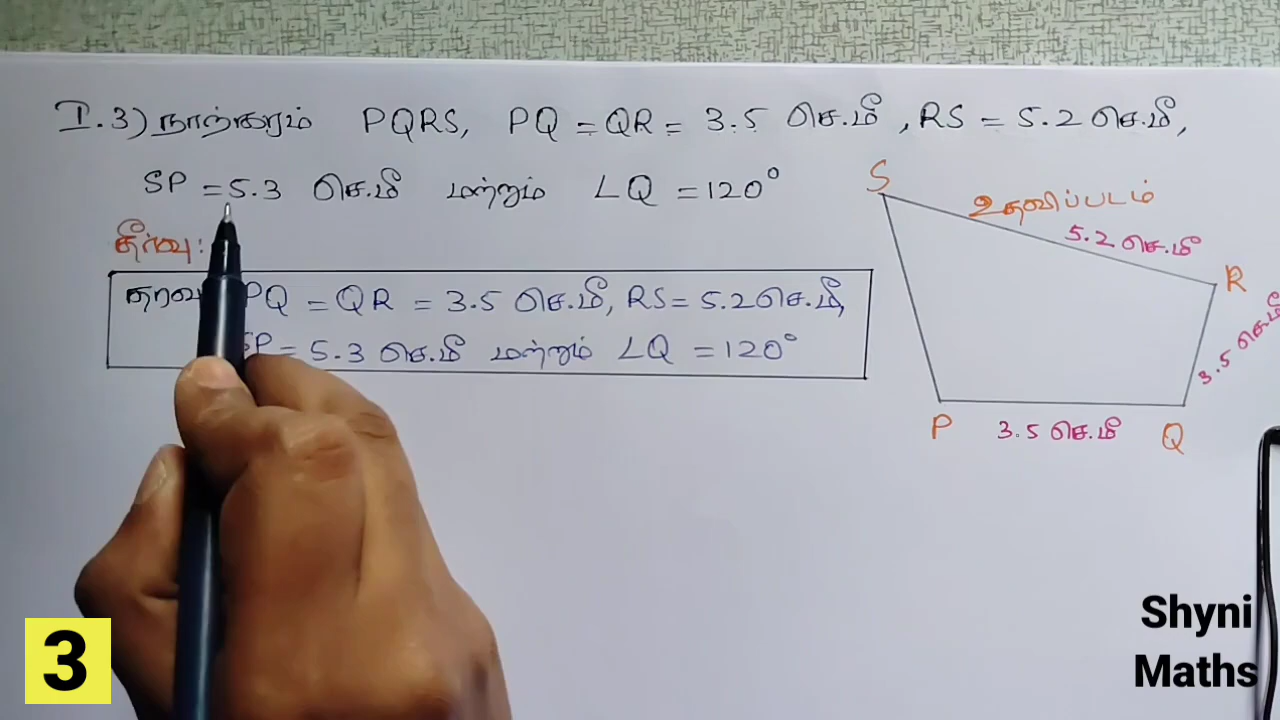 I.3) நாற்கரம் PQRS, PQ = QR = 3.5 செ.மீ, RS = 5.2 செ.மீ,
SP = 5.3 செ.மீ மற்றும் ∠Q = 120°
தீர்வு:
PQ = QR = 3.5 செ.மீ, RS = 5.2 செ.மீ,
SP = 5.3 செ.மீ மற்றும் ∠Q = 120°
S
உதவிப்படம்
5.2 செ.மீ
R
3.5 செ.மீ
P 3.5 செ.மீ Q
3
Shyni
Maths